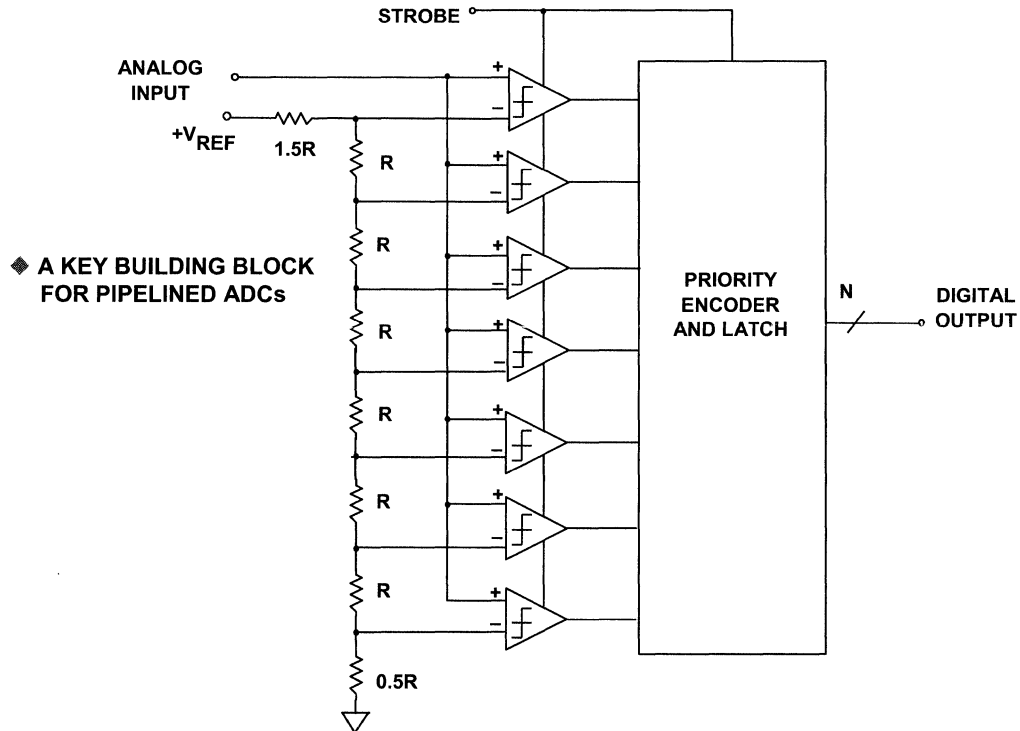 STROBE
ANALOG
INPUT
+VREF
1.5R
+
−
R
+
−
R
+
−
◆ A KEY BUILDING BLOCK
FOR PIPELINED ADCs
R
+
−
R
+
−
R
+
−
R
+
−
0.5R
PRIORITY
ENCODER
AND LATCH
N
DIGITAL
OUTPUT